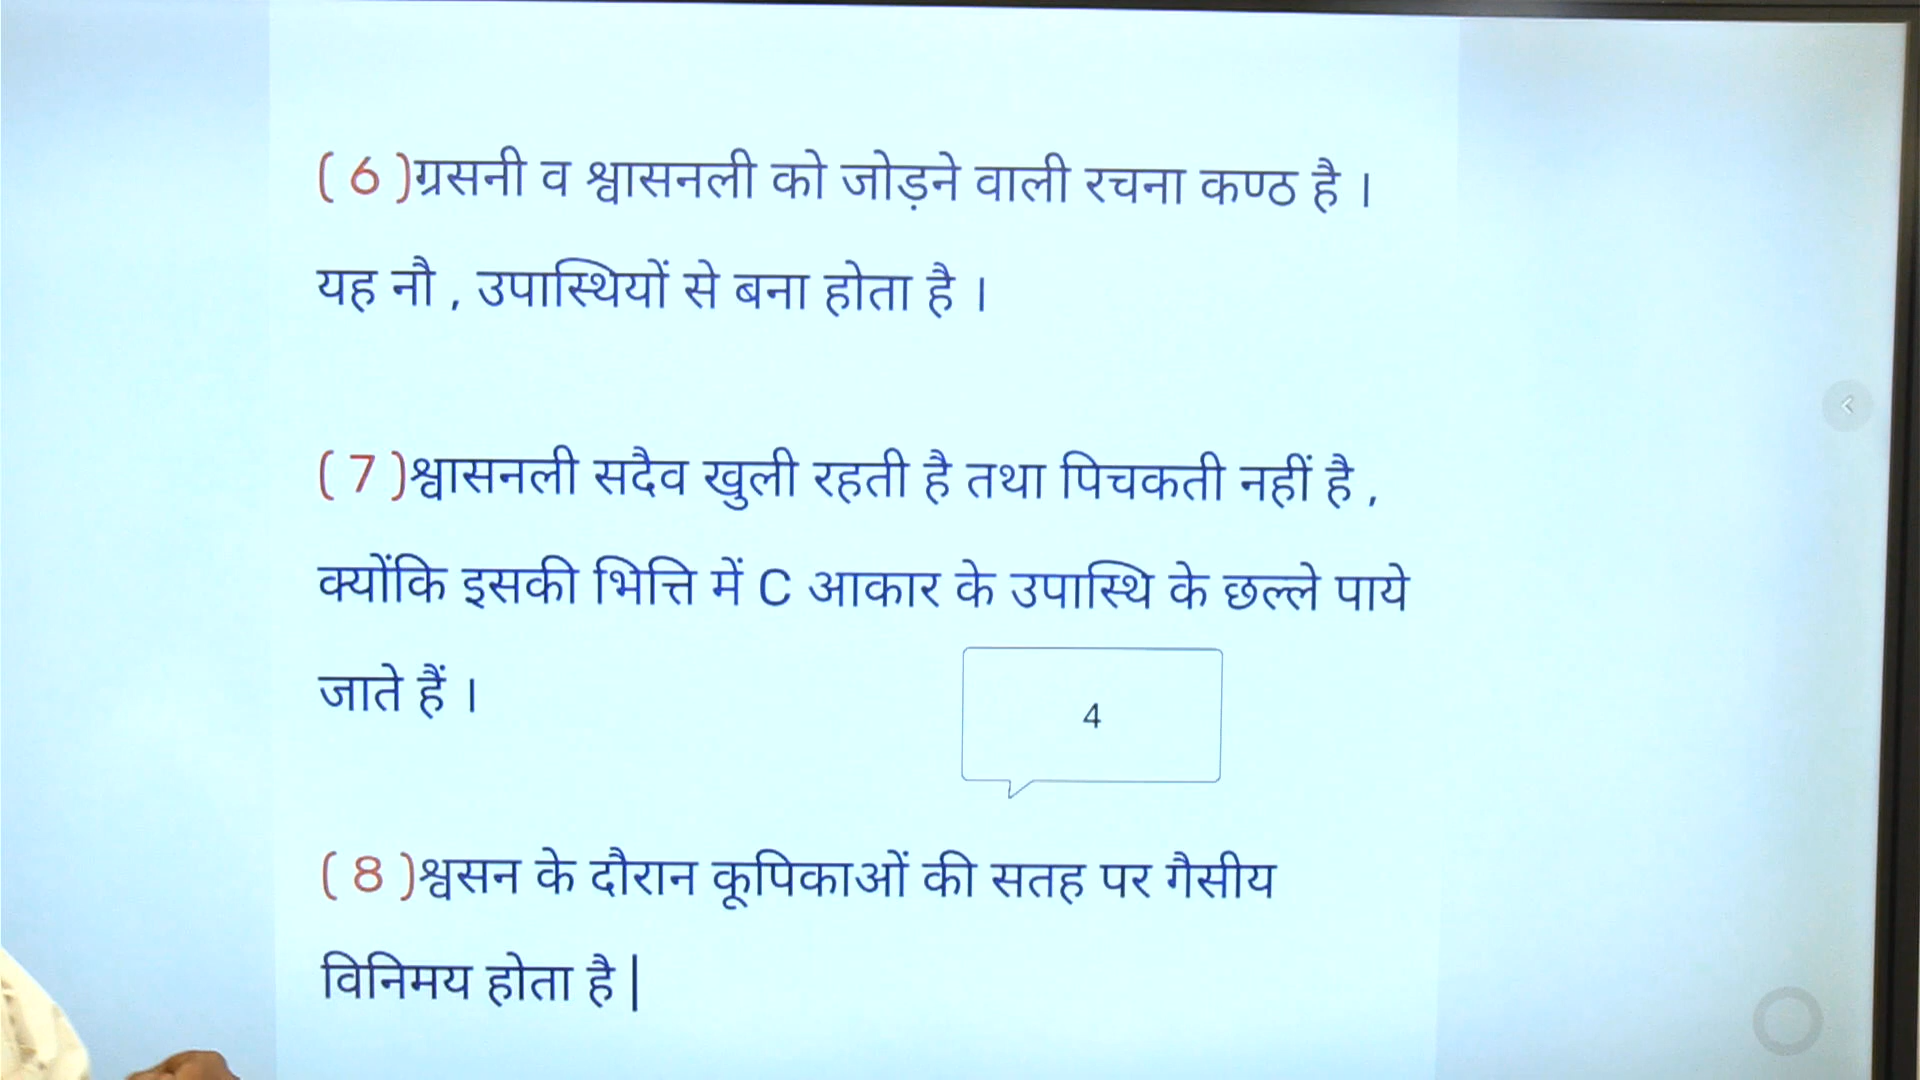 ( 6 )ग्रसनी व श्वासनली को जोड़ने वाली रचना कण्ठ है ।
यह नौ , उपास्थियों से बना होता है ।
( 7 )श्वासनली सदैव खुली रहती है तथा पिचकती नहीं है ,
क्योंकि इसकी भित्ति में C आकार के उपास्थि के छल्ले पाये
जाते हैं ।
4
( 8 )श्वसन के दौरान कूपिकाओं की सतह पर गैसीय
विनिमय होता है |